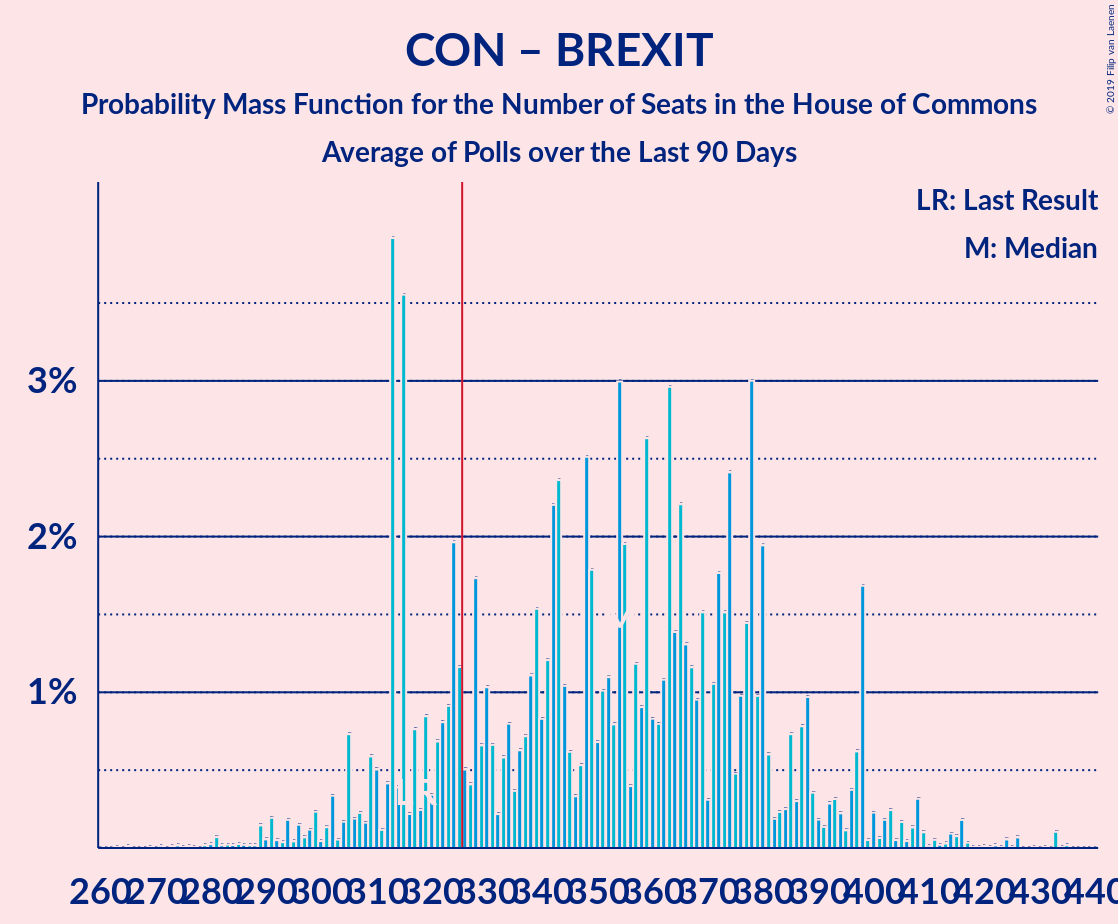 CON – BREXIT
Probability Mass Function for the Number of Seats in the House of Commons
Average of Polls over the Last 90 Days
© 2019 Filip van Laenen
LR: Last Result
M: Median
3%
2%
1%
260 270 280 290 300 310 320 330 340 350 360 370 380 390 400 410 420 430 440